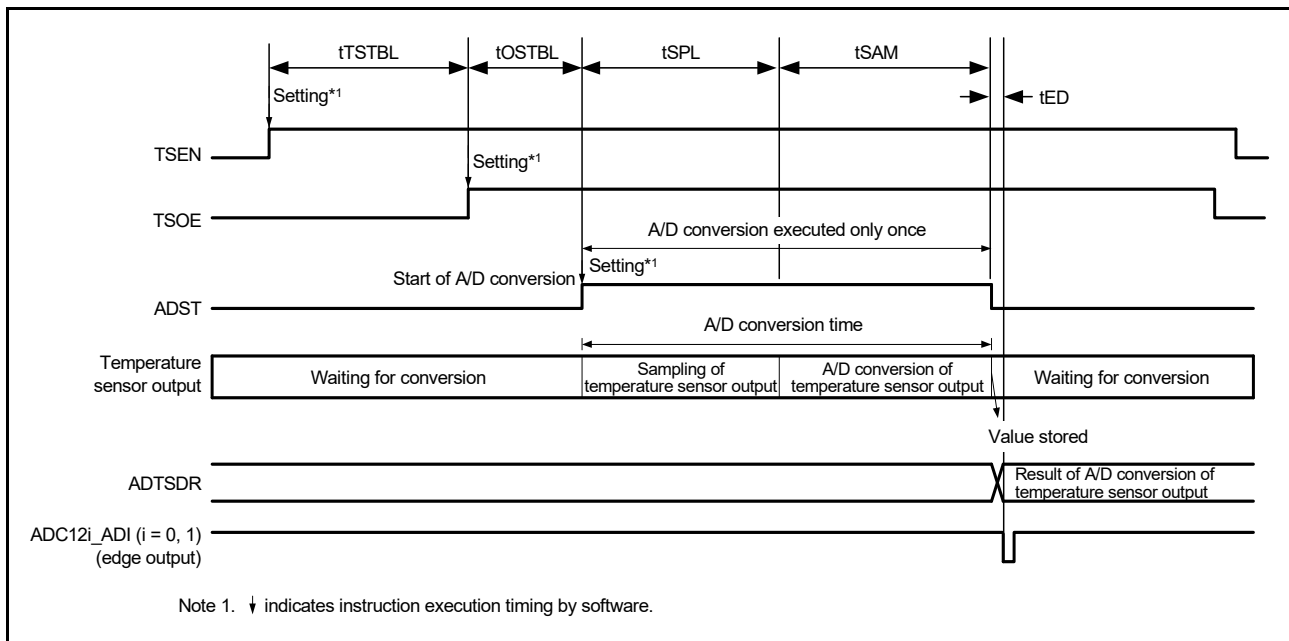 tTSTBL
tOSTBL
tSPL
tSAM
tED
Setting*1
TSEN
Setting*1
TSOE
A/D conversion executed only once
Start of A/D conversion
Setting*1
ADST
A/D conversion time
Temperature
sensor output
Waiting for conversion
Sampling of
temperature sensor output
A/D conversion of
temperature sensor output
Waiting for conversion
Value stored
ADTSDR
Result of A/D conversion of
temperature sensor output
ADC12i_ADI (i = 0, 1)
(edge output)
Note 1. ↓ indicates instruction execution timing by software.